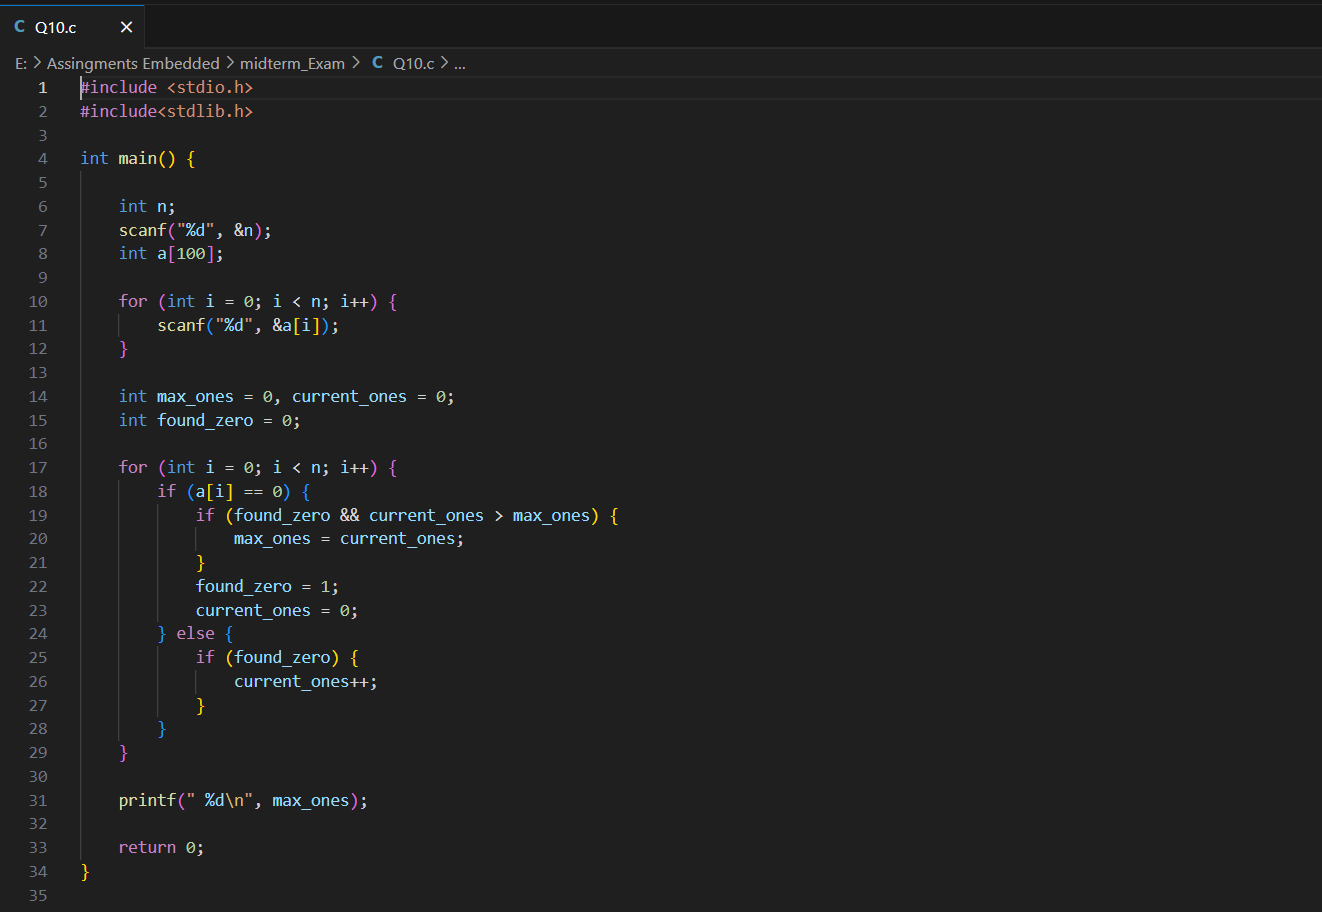 C Q10.c ×
E: > Assingments Embedded > midterm_Exam > C Q10.c > ...
1 #include <stdio.h>
2 #include<stdlib.h>
3
4 int main() {
5
6     int n;
7     scanf("%d", &n);
8     int a[100];
9
10     for (int i = 0; i < n; i++) {
11         scanf("%d", &a[i]);
12     }
13
14     int max_ones = 0, current_ones = 0;
15     int found_zero = 0;
16
17     for (int i = 0; i < n; i++) {
18         if (a[i] == 0) {
19             if (found_zero && current_ones > max_ones) {
20                 max_ones = current_ones;
21             }
22             found_zero = 1;
23             current_ones = 0;
24         } else {
25             if (found_zero) {
26                 current_ones++;
27             }
28         }
29     }
30
31     printf(" %d\n", max_ones);
32
33     return 0;
34 }
35